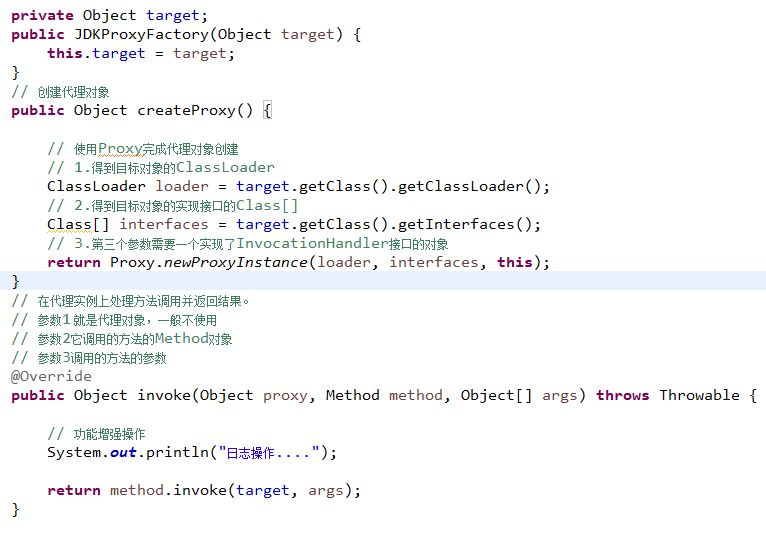 private Object target;
public JDKProxyFactory(Object target) {
this.target = target;
}
// 创建代理对象
public Object createProxy() {
// 使用Proxy完成代理对象创建
// 1.得到目标对象的ClassLoader
ClassLoader loader = target.getClass().getClassLoader();
// 2.得到目标对象的实现接口的Class[]
Class[] interfaces = target.getClass().getInterfaces();
// 3.第三个参数需要一个实现了InvocationHandler接口的对象
return Proxy.newProxyInstance(loader, interfaces, this);
}
// 在代理实例上处理方法调用并返回结果。
// 参数1就是代理对象，一般不使用
// 参数2它调用的方法的Method对象
// 参数3调用的方法的参数
@Override
public Object invoke(Object proxy, Method method, Object[] args) throws Throwable {
// 功能增强操作
System.out.println("日志操作....");
return method.invoke(target, args);
}